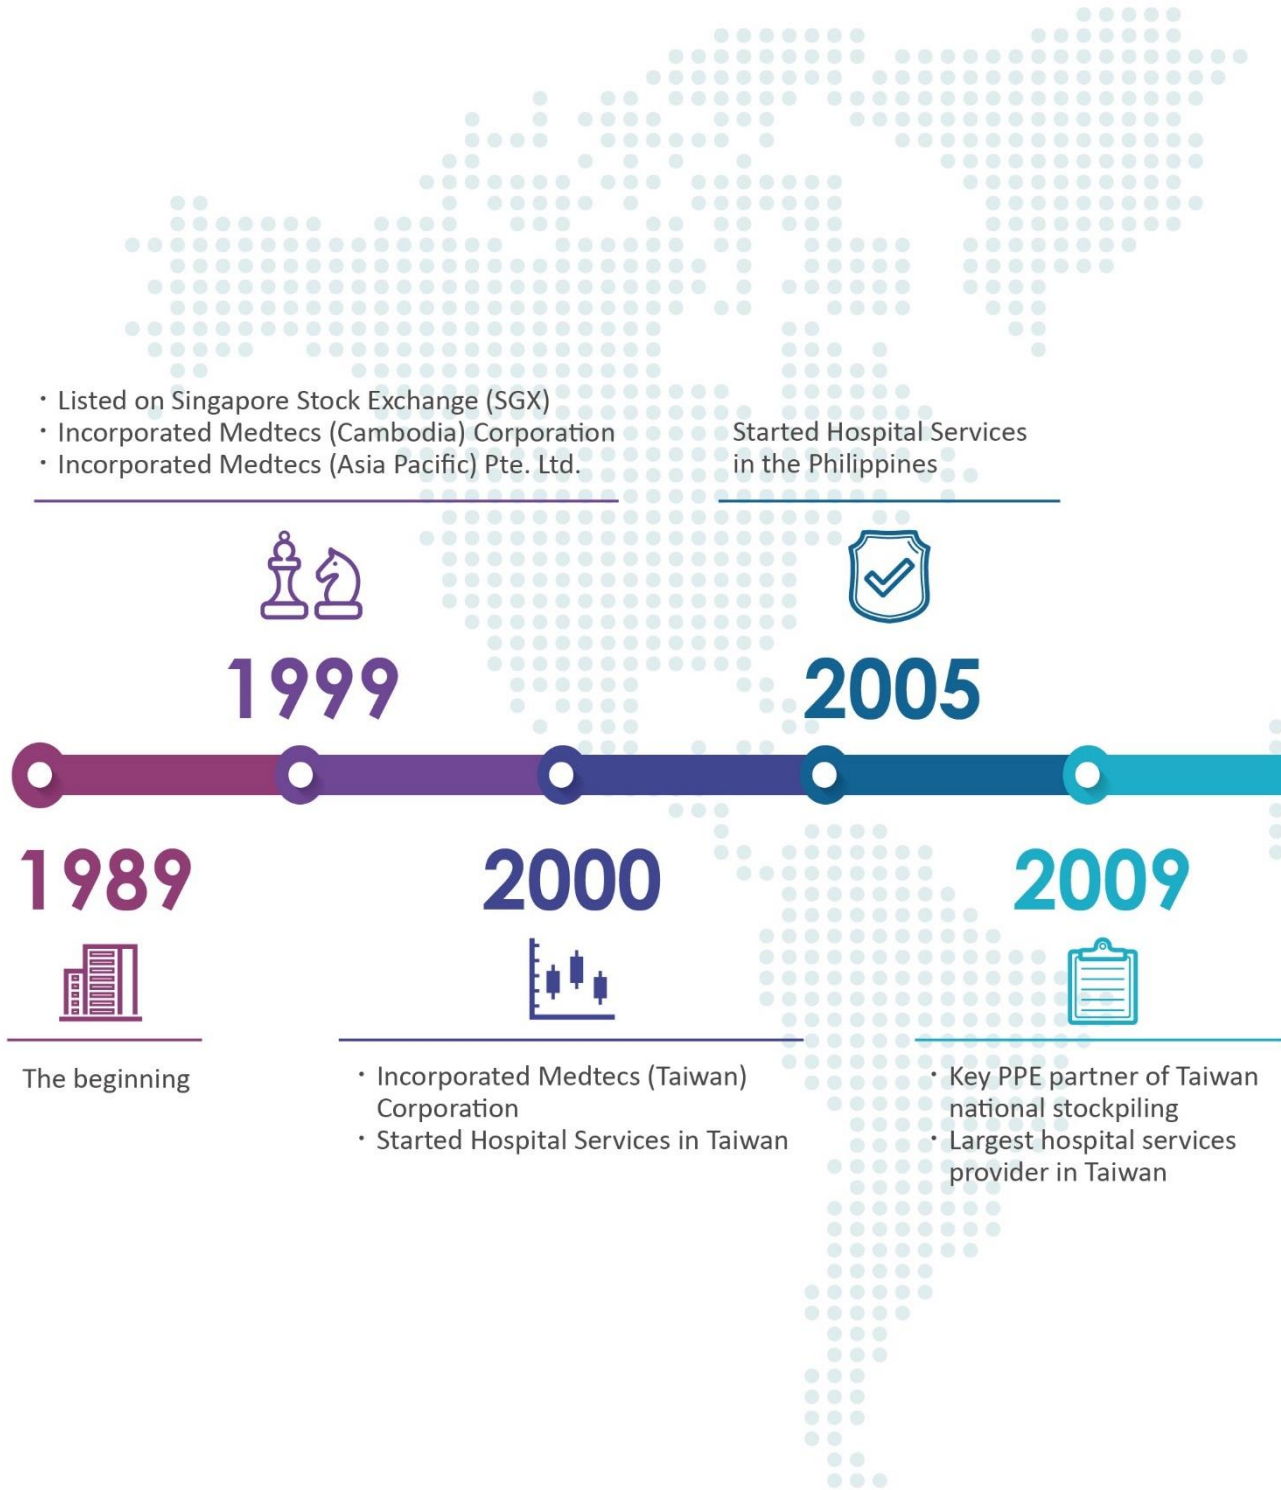 ・Listed on Singapore Stock Exchange (SGX)
・Incorporated Medtecs (Cambodia) Corporation
・Incorporated Medtecs (Asia Pacific) Pte. Ltd.
Started Hospital Services
in the Philippines
1999
2005
1989
2000
2009
The beginning
・Incorporated Medtecs (Taiwan)
Corporation
・Started Hospital Services in Taiwan
・Key PPE partner of Taiwan
national stockpiling
・Largest hospital services
provider in Taiwan